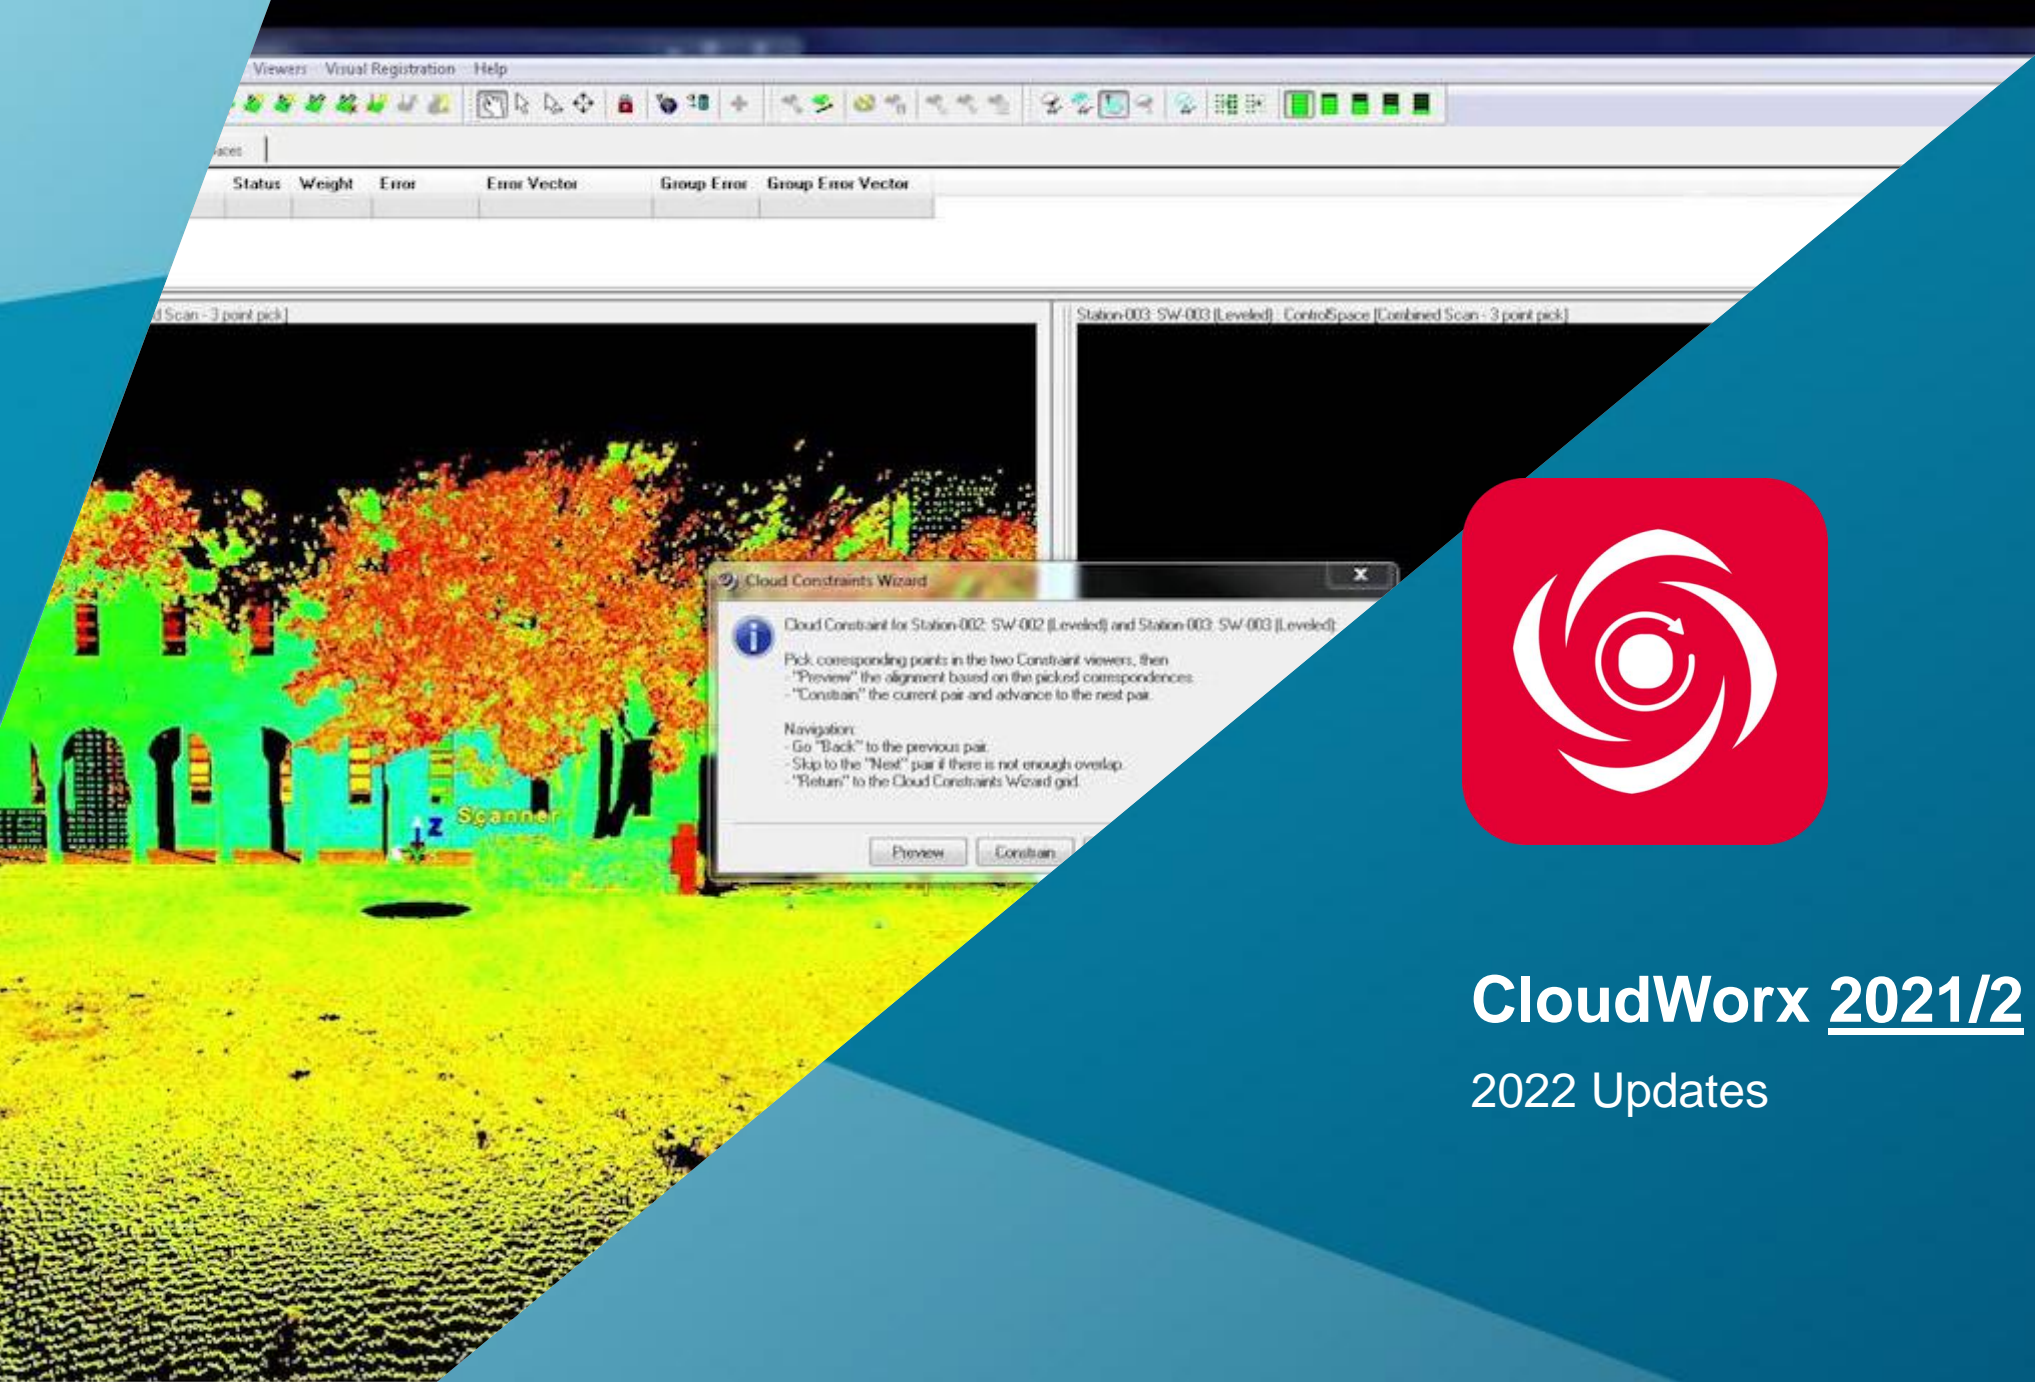 Viewers Visual Registration Help
Status Weight Error Error Vector Group Error Group Error Vector
d Scan - 3 point pick]
Station-003: SW-003 (Leveled) : ControlSpace [Combined Scan - 3 point pick]
Cloud Constraints Wizard
Cloud Constraint for Station-002: SW-002 (Leveled) and Station-003: SW-003 (Leveled):
Pick corresponding points in the two Constraint viewers, then
- "Preview" the alignment based on the picked correspondences.
- "Constrain" the current pair and advance to the next pair.
Navigation:
- Go "Back" to the previous pair.
- Skip to the "Next" pair if there is not enough overlap.
- "Return" to the Cloud Constraints Wizard grid.
Z Scanner
Preview Constrain
CloudWorx 2021/2
2022 Updates